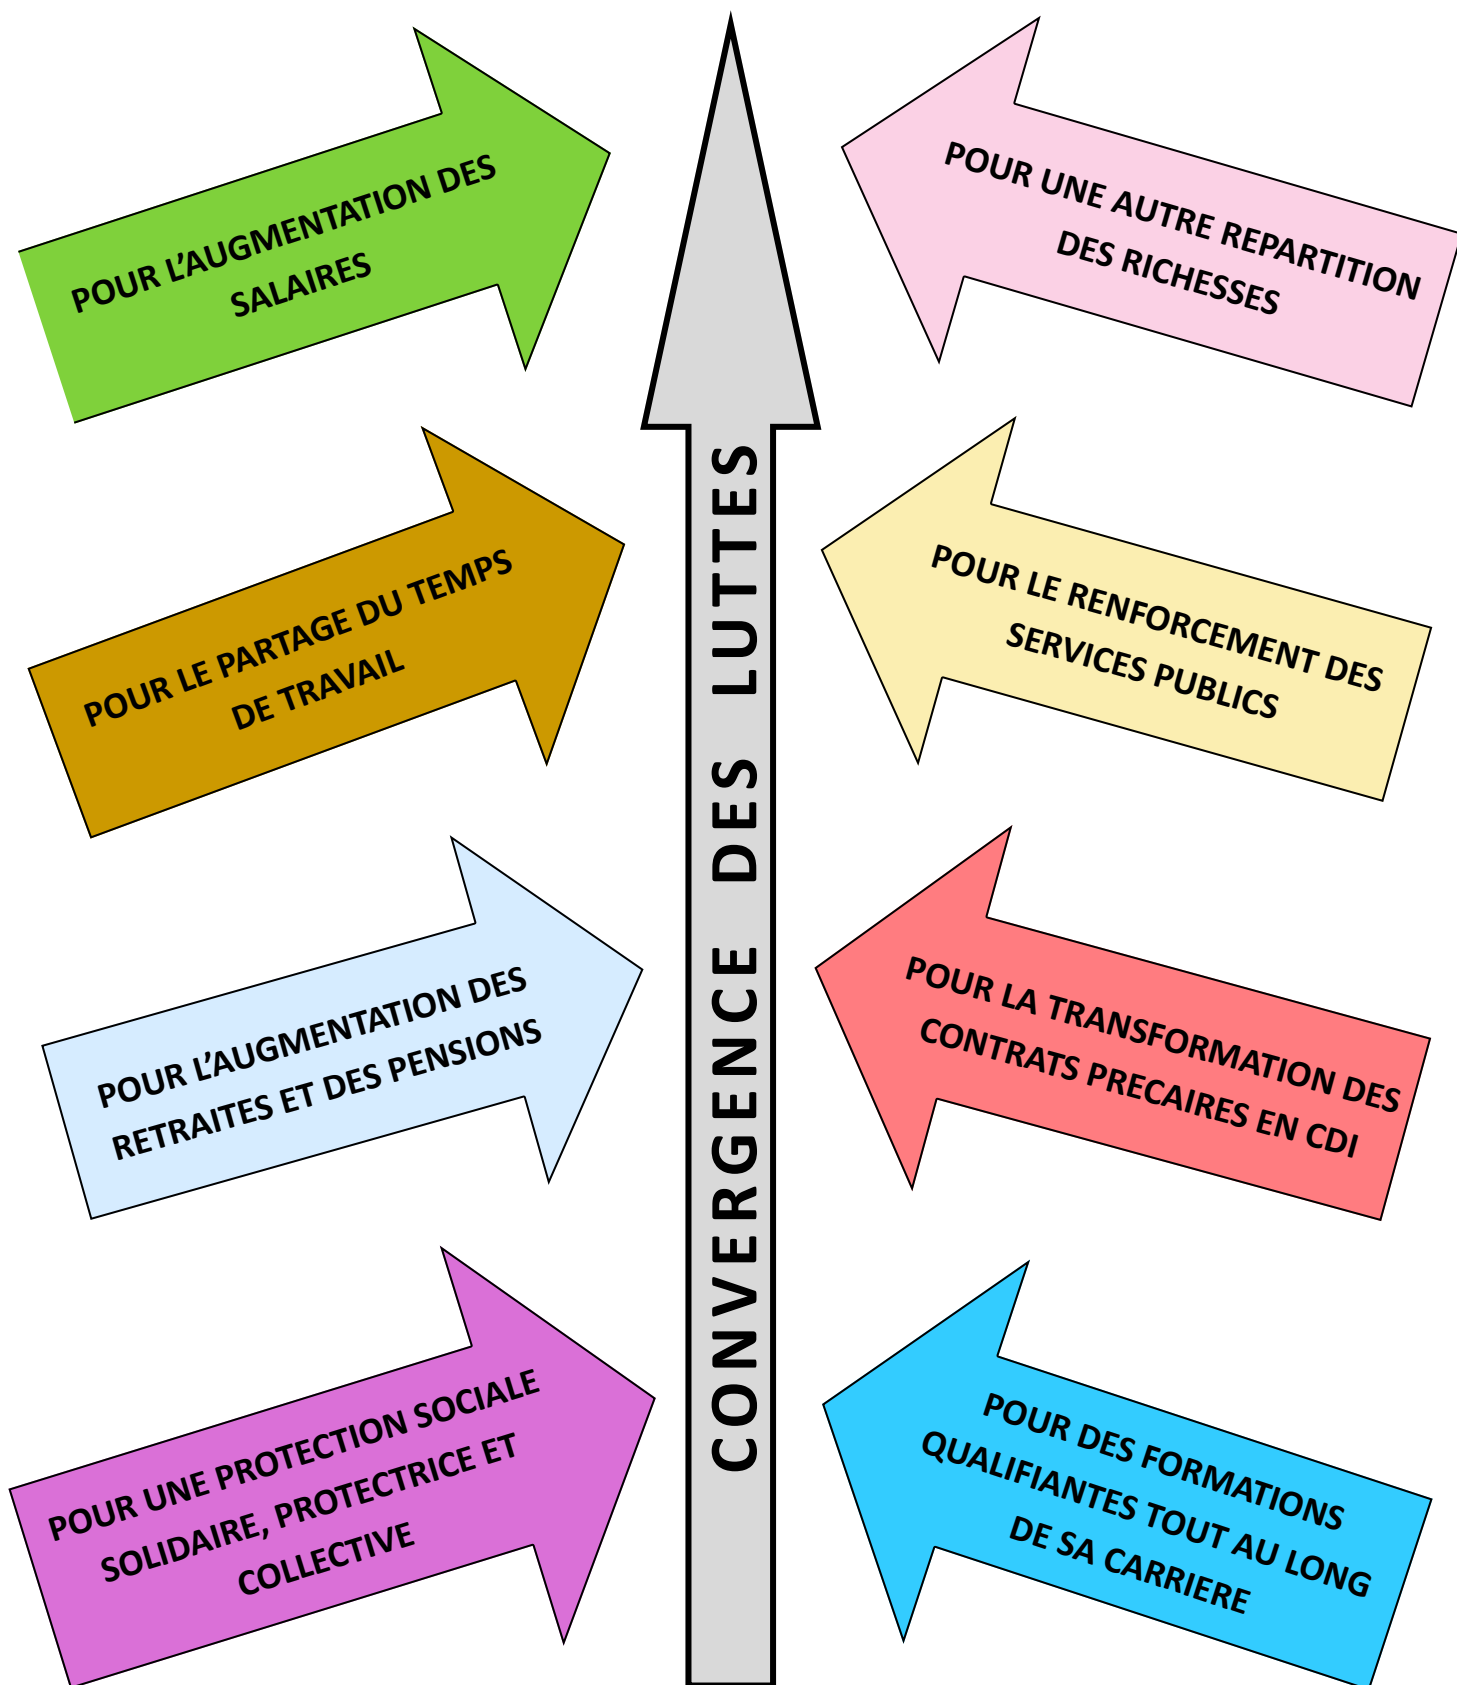 POUR L'AUGMENTATION DES
SALAIRES
POUR UNE AUTRE REPARTITION
DES RICHESSES
POUR LE PARTAGE DU TEMPS
DE TRAVAIL
POUR LE RENFORCEMENT DES
SERVICES PUBLICS
POUR L'AUGMENTATION DES
RETRAITES ET DES PENSIONS
POUR LA TRANSFORMATION DES
CONTRATS PRECAIRES EN CDI
POUR UNE PROTECTION SOCIALE
SOLIDAIRE, PROTECTRICE ET
COLLECTIVE
POUR DES FORMATIONS
QUALIFIANTES TOUT AU LONG
DE SA CARRIERE
CONVERGENCE DES LUTTES